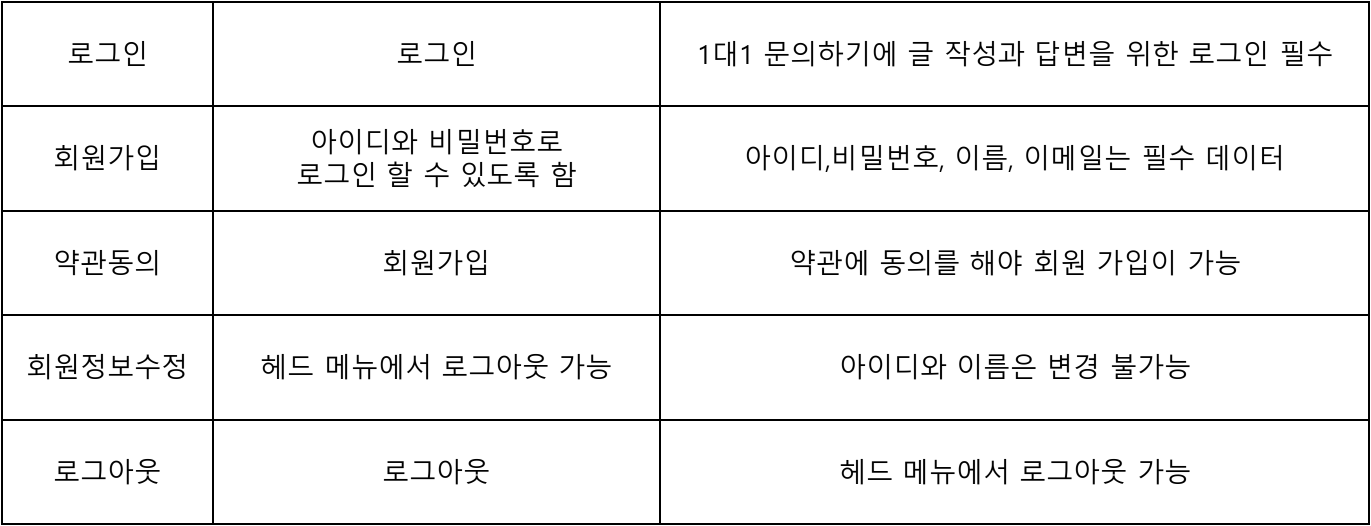 로그인
로그인
1대1 문의하기에 글 작성과 답변을 위한 로그인 필수
회원가입
아이디와 비밀번호로
로그인 할 수 있도록 함
아이디,비밀번호, 이름, 이메일는 필수 데이터
약관동의
회원가입
약관에 동의를 해야 회원 가입이 가능
회원정보수정
헤드 메뉴에서 로그아웃 가능
아이디와 이름은 변경 불가능
로그아웃
로그아웃
헤드 메뉴에서 로그아웃 가능